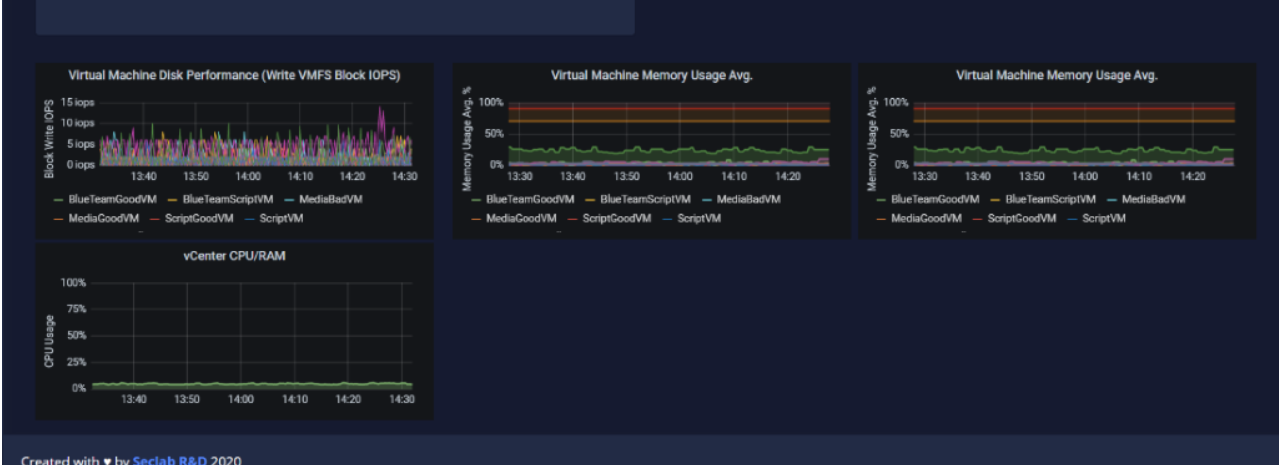 Virtual Machine Disk Performance (Write VMFS Block IOPS)
Block Write IOPS
15 iops
10 iops
5 iops
0 iops
13:40 13:50 14:00 14:10 14:20 14:30
BlueTeamGoodVM BlueTeamScriptVM MediaBadVM
MediaGoodVM ScriptGoodVM ScriptVM
Virtual Machine Memory Usage Avg.
Memory Usage Avg. %
100%
50%
0%
13:30 13:40 13:50 14:00 14:10 14:20
BlueTeamGoodVM BlueTeamScriptVM MediaBadVM
MediaGoodVM ScriptGoodVM ScriptVM
Virtual Machine Memory Usage Avg.
Memory Usage Avg. %
100%
50%
0%
13:30 13:40 13:50 14:00 14:10 14:20
BlueTeamGoodVM BlueTeamScriptVM MediaBadVM
MediaGoodVM ScriptGoodVM ScriptVM
vCenter CPU/RAM
CPU Usage
100%
75%
50%
25%
0%
13:40 13:50 14:00 14:10 14:20 14:30
Created with ♥ by Seclab R&D 2020